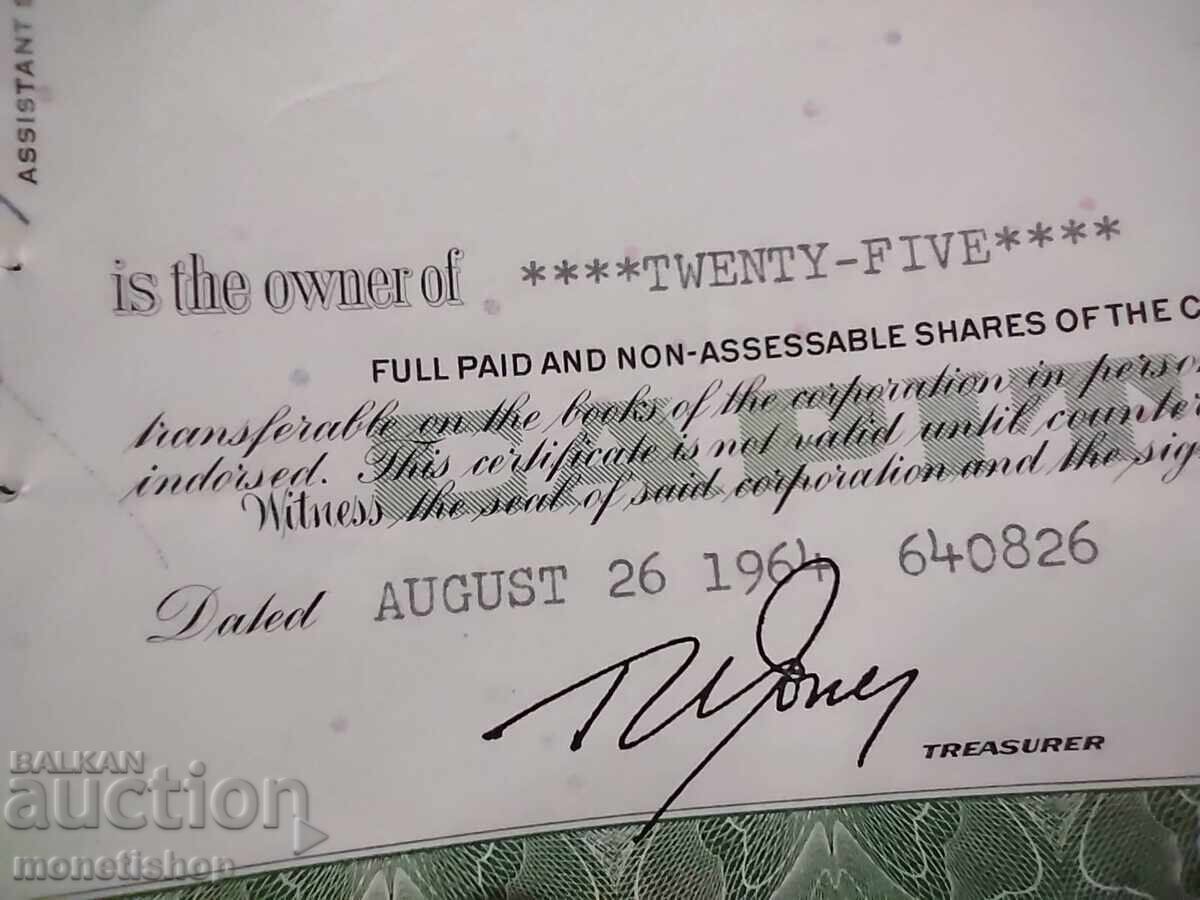 ASSISTANT
is the owner of ****TWENTY-FIVE****
FULL PAID AND NON-ASSESSABLE SHARES OF THE C
transferable on the books of the corporation in perso
indorsed. This certificate is not valid until counter
Witness the seal of said corporation and the sig
Dated AUGUST 26 1964 640826
TREASURER
BALKAN
auction
monetishop